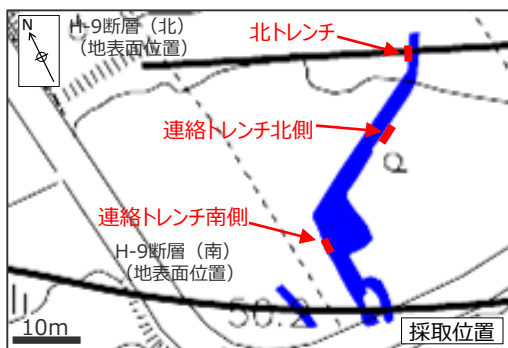 N
H-9断層（北）
（地表面位置）
北トレンチ
連絡トレンチ北側
連絡トレンチ南側
H-9断層（南）
（地表面位置）
50.2
10m
採取位置